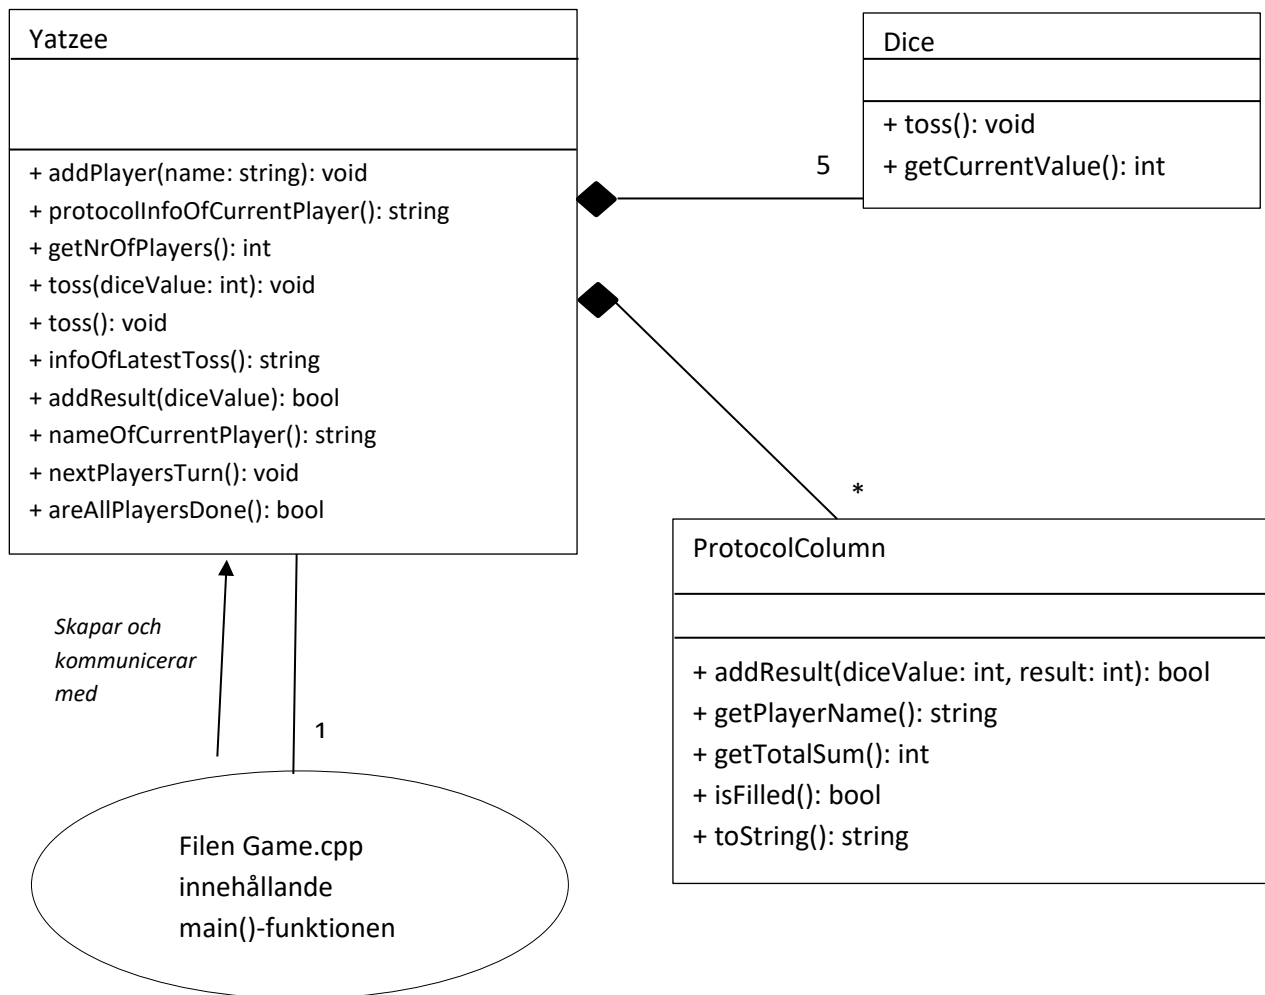 Yatzee
+ addPlayer(name: string): void
+ protocolInfoOfCurrentPlayer(): string
+ getNrOfPlayers(): int
+ toss(diceValue: int): void
+ toss(): void
+ infoOfLatestToss(): string
+ addResult(diceValue): bool
+ nameOfCurrentPlayer(): string
+ nextPlayersTurn(): void
+ areAllPlayersDone(): bool
5
Dice
+ toss(): void
+ getCurrentValue(): int
*
ProtocolColumn
+ addResult(diceValue: int, result: int): bool
+ getPlayerName(): string
+ getTotalSum(): int
+ isFilled(): bool
+ toString(): string
Skapar och
kommunicerar
med
1
Filen Game.cpp
innehållande
main()-funktionen